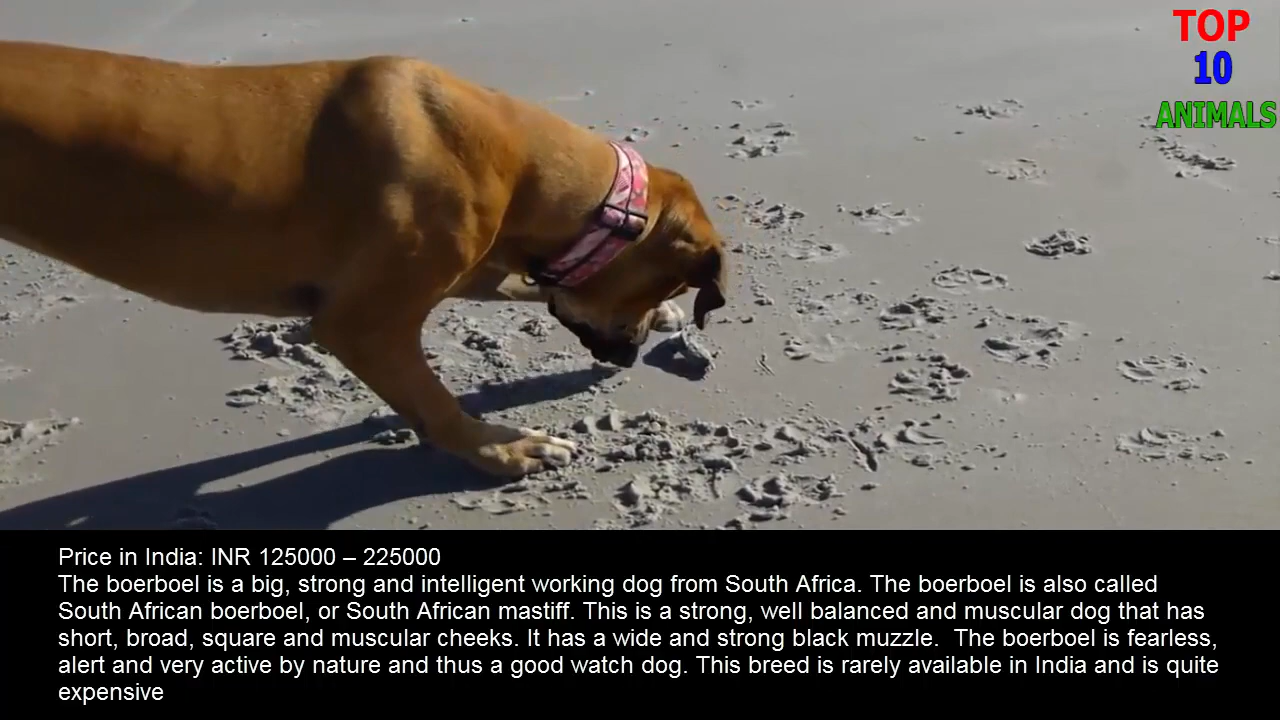 TOP
10
ANIMALS
Price in India: INR 125000 – 225000
The boerboel is a big, strong and intelligent working dog from South Africa. The boerboel is also called
South African boerboel, or South African mastiff. This is a strong, well balanced and muscular dog that has
short, broad, square and muscular cheeks. It has a wide and strong black muzzle.  The boerboel is fearless,
alert and very active by nature and thus a good watch dog. This breed is rarely available in India and is quite
expensive